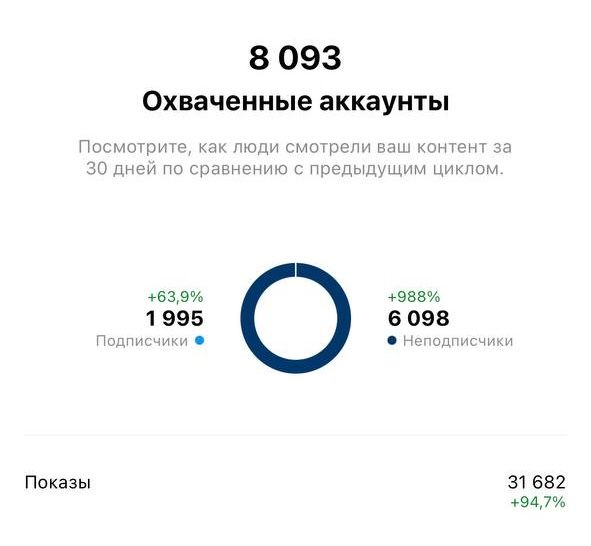 8 093
Охваченные аккаунты
Посмотрите, как люди смотрели ваш контент за
30 дней по сравнению с предыдущим циклом.
+63,9%
1 995
Подписчики
+988%
6 098
Неподписчики
Показы
31 682
+94,7%